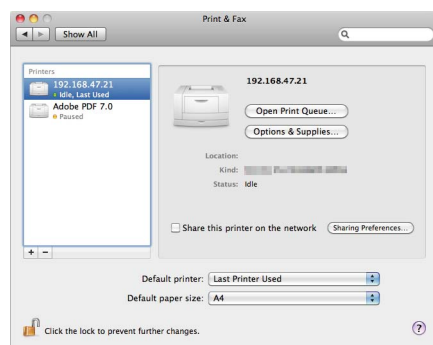 Print & Fax
Show All
Printers
192.168.47.21
Idle, Last Used
Adobe PDF 7.0
Paused
192.168.47.21
Open Print Queue...
Options & Supplies...
Location:
Kind:
Status: Idle
Share this printer on the network
Sharing Preferences...
+ −
Default printer: Last Printer Used
Default paper size: A4
Click the lock to prevent further changes.
?